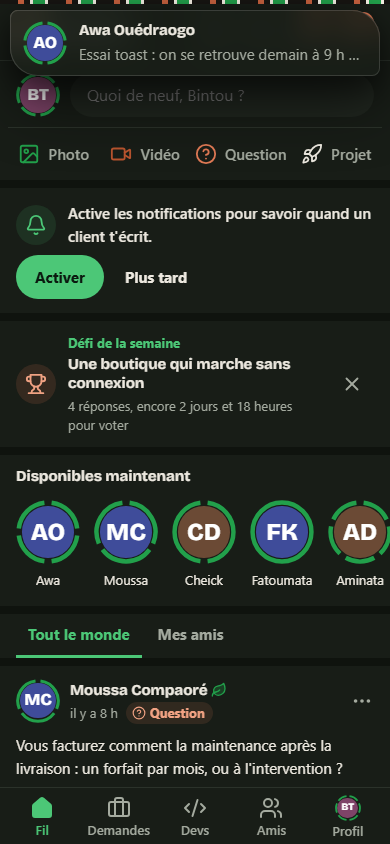 AO
Awa Ouédraogo
Essai toast : on se retrouve demain à 9 h ...
BT
Quoi de neuf, Bintou ?
Photo
Vidéo
Question
Projet
Active les notifications pour savoir quand un
client t'écrit.
Activer
Plus tard
Défi de la semaine
Une boutique qui marche sans
connexion
4 réponses, encore 2 jours et 18 heures
pour voter
Disponibles maintenant
AO
MC
CD
FK
AD
Awa
Moussa
Cheick
Fatoumata
Aminata
Tout le monde
Mes amis
MC
Moussa Compaoré
il y a 8 h
Question
Vous facturez comment la maintenance après la
livraison : un forfait par mois, ou à l'intervention ?
BT
Fil
Demandes
Devs
Amis
Profil